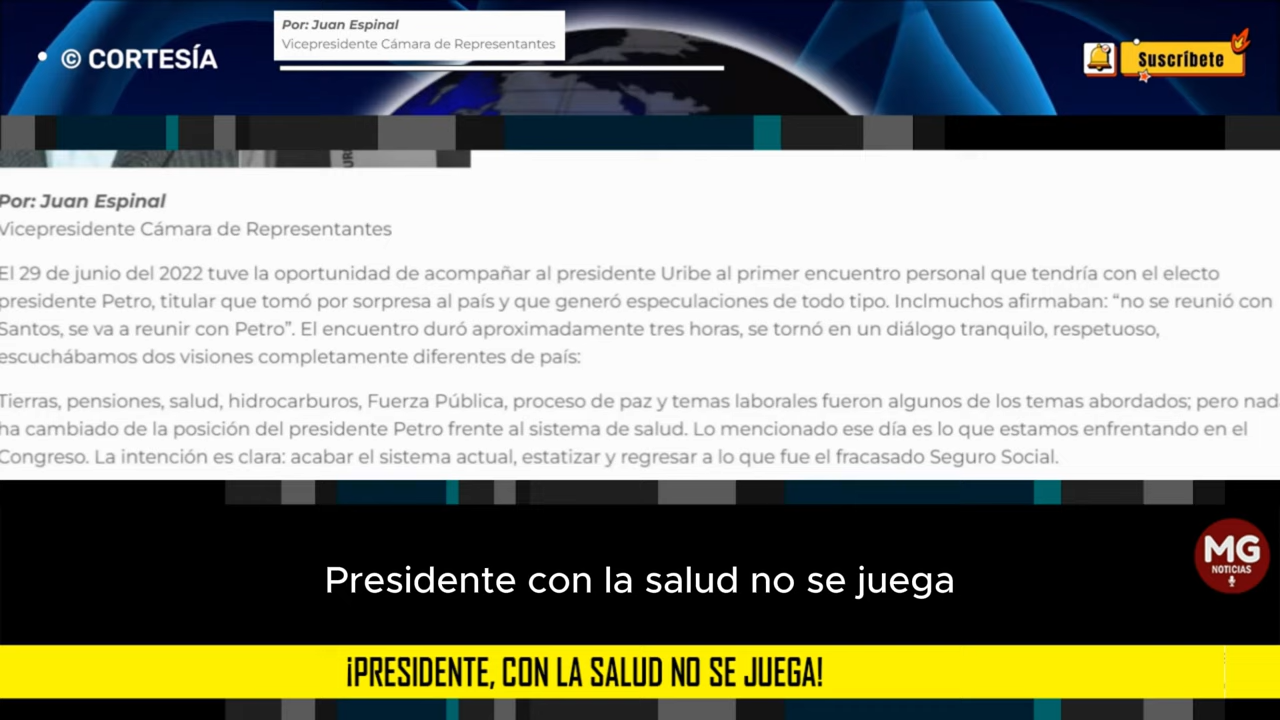 Por: Juan Espinal
Vicepresidente Cámara de Representantes
© CORTESÍA
Suscríbete
Por: Juan Espinal
Vicepresidente Cámara de Representantes
El 29 de junio del 2022 tuve la oportunidad de acompañar al presidente Uribe al primer encuentro personal que tendría con el electo
presidente Petro, titular que tomó por sorpresa al país y que generó especulaciones de todo tipo. Inclmuchos afirmaban: “no se reunió con
Santos, se va a reunir con Petro”. El encuentro duró aproximadamente tres horas, se tornó en un diálogo tranquilo, respetuoso,
escuchábamos dos visiones completamente diferentes de país:
Tierras, pensiones, salud, hidrocarburos, Fuerza Pública, proceso de paz y temas laborales fueron algunos de los temas abordados; pero nad
ha cambiado de la posición del presidente Petro frente al sistema de salud. Lo mencionado ese día es lo que estamos enfrentando en el
Congreso. La intención es clara: acabar el sistema actual, estatizar y regresar a lo que fue el fracasado Seguro Social.
MG
NOTICIAS
Presidente con la salud no se juega
¡PRESIDENTE, CON LA SALUD NO SE JUEGA!